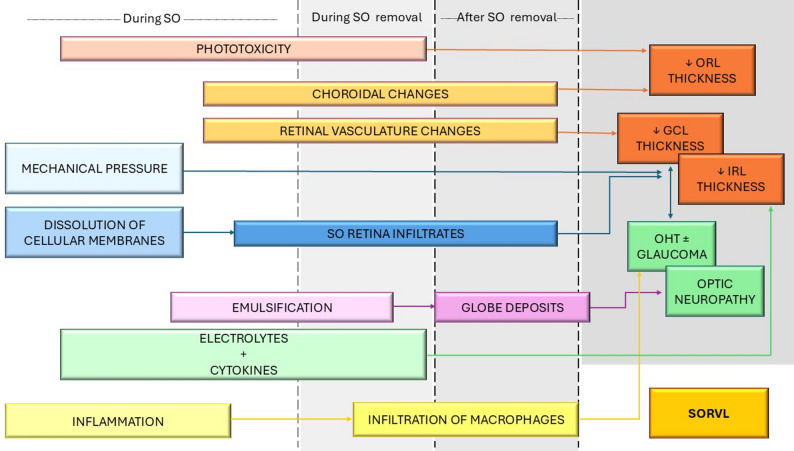 During SO
During SO removal
After SO removal
PHOTOTOXICITY
↓ ORL
THICKNESS
CHOROIDAL CHANGES
RETINAL VASCULATURE CHANGES
↓ GCL
THICKNESS
MECHANICAL PRESSURE
↓ IRL
THICKNESS
DISSOLUTION OF
CELLULAR MEMBRANES
SO RETINA INFILTRATES
OHT ±
GLAUCOMA
OPTIC
NEUROPATHY
EMULSIFICATION
GLOBE DEPOSITS
ELECTROLYTES
+
CYTOKINES
INFLAMMATION
INFILTRATION OF MACROPHAGES
SORVL